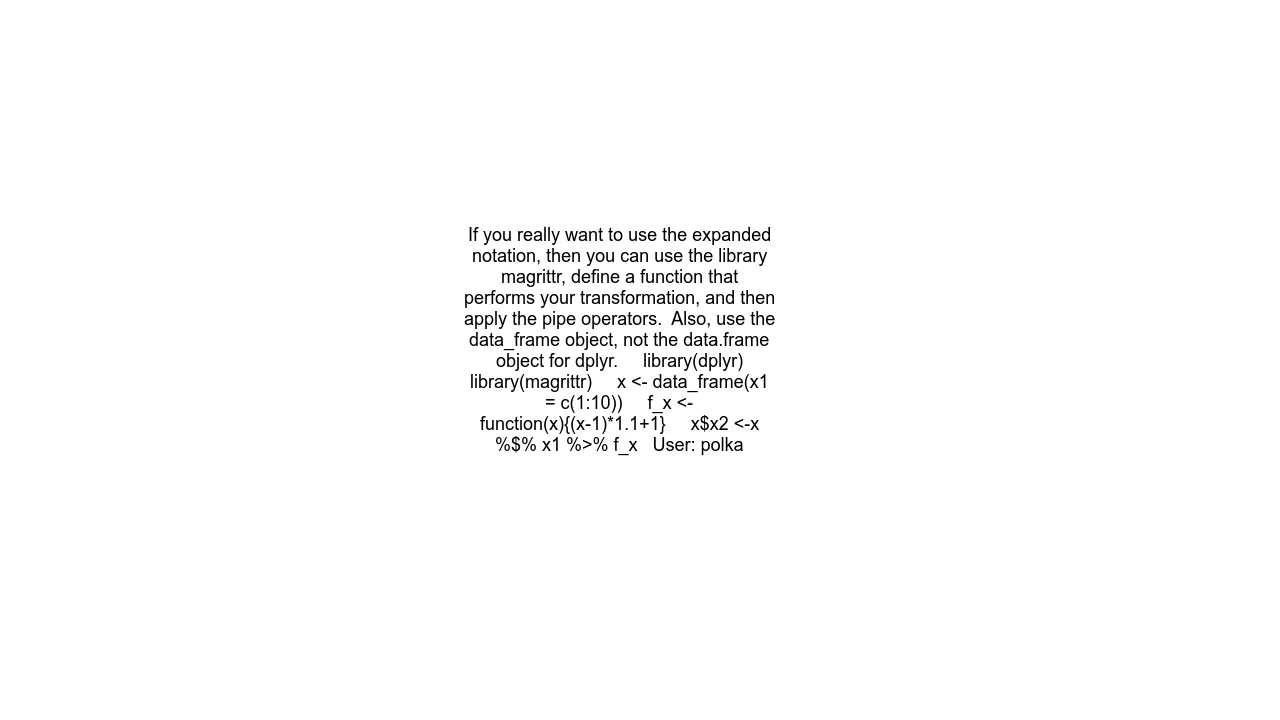 If you really want to use the expanded
notation, then you can use the library
magrittr, define a function that
performs your transformation, and then
apply the pipe operators.  Also, use the
data_frame object, not the data.frame
object for dplyr.     library(dplyr)
library(magrittr)     x <- data_frame(x1
= c(1:10))     f_x <-
function(x){(x-1)*1.1+1}     x$x2 <-x
%$% x1 %>% f_x   User: polka